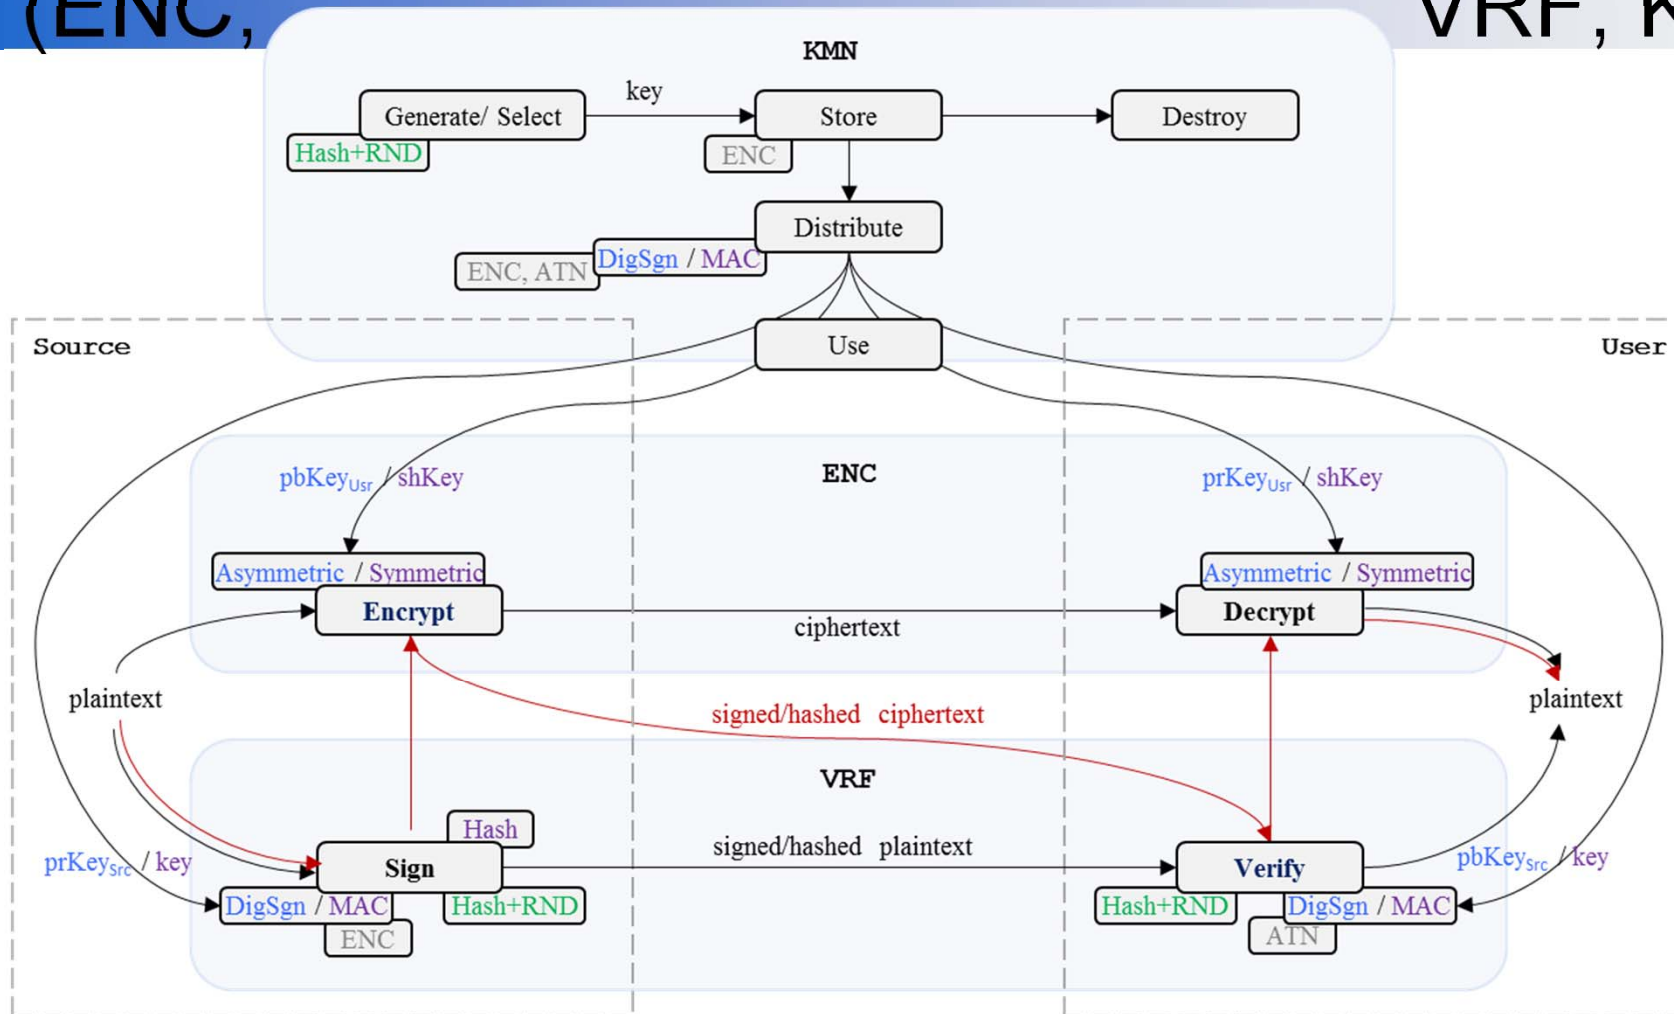 (ENC,
VRF, K
KMN
Generate/ Select
key
Store
Destroy
Hash+RND
ENC
Distribute
DigSgn / MAC
ENC, ATN
Source
Use
User
pbKeyUsr / shKey
ENC
prKeyUsr / shKey
Asymmetric / Symmetric
Asymmetric / Symmetric
Encrypt
Decrypt
ciphertext
plaintext
plaintext
signed/hashed ciphertext
VRF
Hash
signed/hashed plaintext
prKeySrc / key
Sign
Verify
pbKeySrc / key
DigSgn / MAC
Hash+RND
Hash+RND
DigSgn / MAC
ENC
ATN